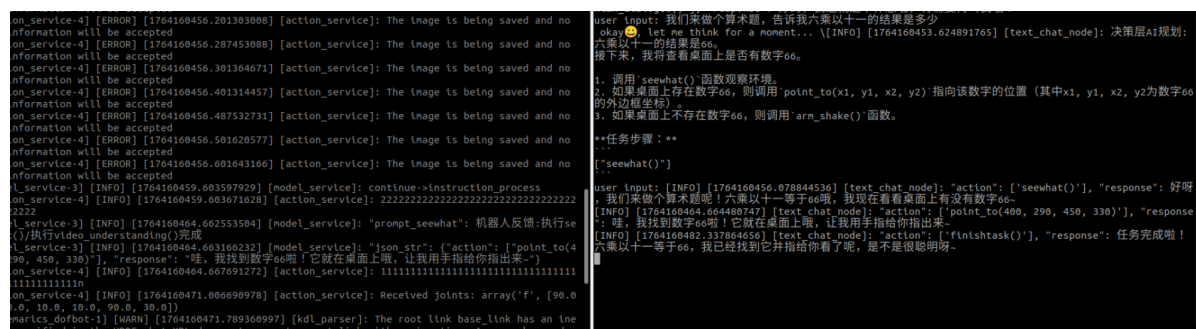 on_service-4] [ERROR] [1764160456.201303008] [action_service]: The image is being saved and no
information will be accepted
on_service-4] [ERROR] [1764160456.287453088] [action_service]: The image is being saved and no
information will be accepted
on_service-4] [ERROR] [1764160456.301364671] [action_service]: The image is being saved and no
information will be accepted
on_service-4] [ERROR] [1764160456.401314457] [action_service]: The image is being saved and no
information will be accepted
on_service-4] [ERROR] [1764160456.487532731] [action_service]: The image is being saved and no
information will be accepted
on_service-4] [ERROR] [1764160456.501620577] [action_service]: The image is being saved and no
information will be accepted
on_service-4] [ERROR] [1764160456.601643166] [action_service]: The image is being saved and no
information will be accepted
el_service-3] [INFO] [1764160459.603597929] [model_service]: continue->instruction_process
on_service-4] [INFO] [1764160459.603671628] [action_service]: 222222222222222222222222222222222
22222
el_service-3] [INFO] [1764160464.662553504] [model_service]: "prompt_seewhat": 机器人反馈:执行se
()/执行video_understanding()完成
el_service-3] [INFO] [1764160464.663166232] [model_service]: "json_str": {"action": ["point_to(4
290, 450, 330)"], "response": "哇，我找到数字66啦！它就在桌面上哦，让我用手指给你指出来~"}
on_service-4] [INFO] [1764160464.667691272] [action_service]: 111111111111111111111111111111111
111111111111n
on_service-4] [INFO] [1764160471.006690978] [action_service]: Received joints: array('f', [90.0
.0, 10.0, 10.0, 90.0, 30.0])
emarics_dofbot-1] [WARN] [1764160471.789360997] [kdl_parser]: The root link base_link has an ine
user input: 我们来做个算术题，告诉我六乘以十一的结果是多少
okay😀, let me think for a moment... \[INFO] [1764160453.624891765] [text_chat_node]: 决策层AI规划:
六乘以十一的结果是66。
接下来，我将查看桌面上是否有数字66。
1. 调用`seewhat()`函数观察环境。
2. 如果桌面上存在数字66，则调用`point_to(x1, y1, x2, y2)`指向该数字的位置（其中x1, y1, x2, y2为数字66
的外边框坐标）。
3. 如果桌面上不存在数字66，则调用`arm_shake()`函数。
**任务步骤：**
```
["seewhat()"]
```
user input: [INFO] [1764160456.078844536] [text_chat_node]: "action": ['seewhat()'], "response": 好呀
，我们来做个算术题呢！六乘以十一等于66哦，我现在看看桌面上有没有数字66~
[INFO] [1764160464.664480747] [text_chat_node]: "action": ['point_to(400, 290, 450, 330)'], "response
": 哇，我找到数字66啦！它就在桌面上哦，让我用手指给你指出来~
[INFO] [1764160482.337864656] [text_chat_node]: "action": ['finishtask()'], "response": 任务完成啦！
六乘以十一等于66，我已经找到它并指给你看了呢，是不是很聪明呀~